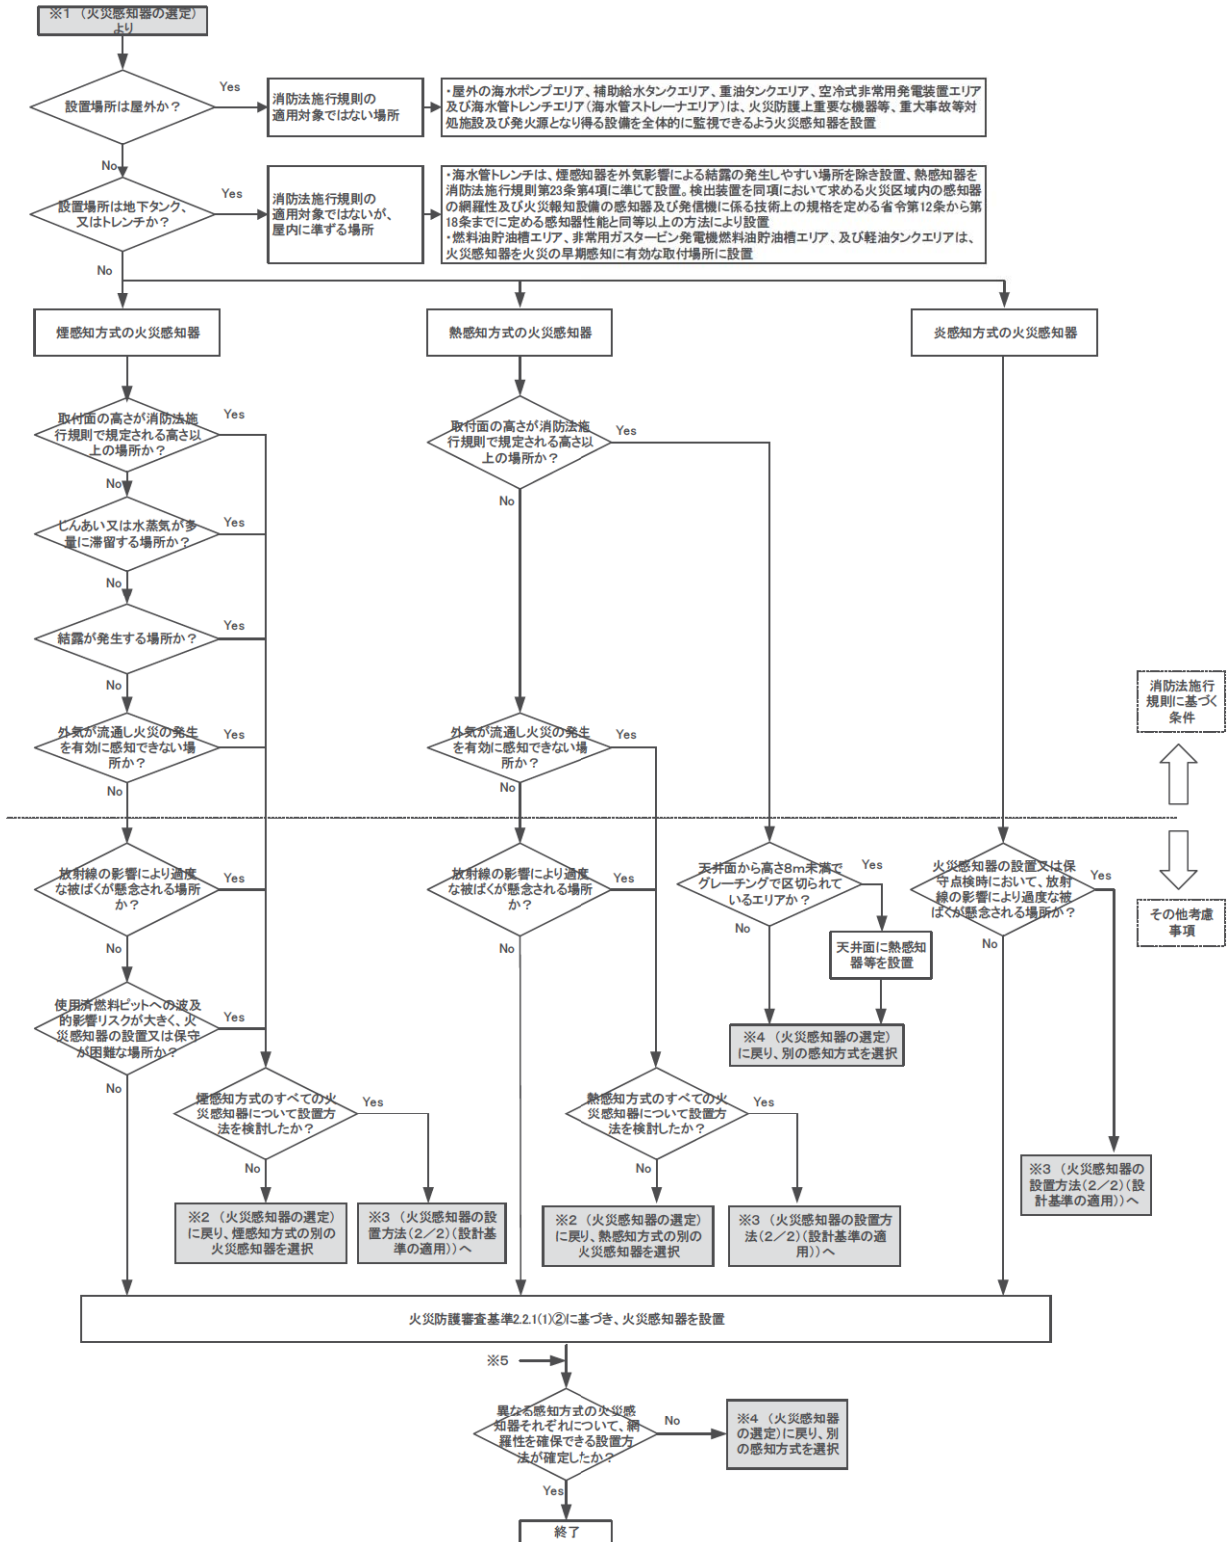 ※1 （火災感知器の選定）
より
設置場所は屋外か？
Yes
消防法施行規則の
適用対象ではない場所
・屋外の海水ポンプエリア、補助給水タンクエリア、重油タンクエリア、空冷式非常用発電装置エリア
及び海水管トレンチエリア（海水管ストレーナエリア）は、火災防護上重要な機器等、重大事故等対
処施設及び発火源となり得る設備を全体的に監視できるよう火災感知器を設置
No
設置場所は地下タンク、
又はトレンチか？
Yes
消防法施行規則の
適用対象ではないが、
屋内に準ずる場所
・海水管トレンチは、煙感知器を外気影響による結露の発生しやすい場所を除き設置、熱感知器を
消防法施行規則第23条第4項に準じて設置。検出装置を同項において求める火災区域内の感知器
の網羅性及び火災報知設備の感知器及び発信機に係る技術上の規格を定める省令第12条から第
18条までに定める感知器性能と同等以上の方法により設置
・燃料油貯油槽エリア、非常用ガスタービン発電機燃料油貯油槽エリア、及び軽油タンクエリアは、
火災感知器を火災の早期感知に有効な取付場所に設置
No
煙感知方式の火災感知器
熱感知方式の火災感知器
炎感知方式の火災感知器
取付面の高さが消防法施
行規則で規定される高さ以
上の場所か？
Yes
No
じんあい又は水蒸気が多
量に滞留する場所か？
Yes
No
結露が発生する場所か？
Yes
No
外気が流通し火災の発生
を有効に感知できない場
所か？
Yes
No
放射線の影響により過度
な被ばくが懸念される場所
か？
Yes
No
使用済燃料ピットへの波及
的影響リスクが大きく、火
災感知器の設置又は保守
が困難な場所か？
Yes
No
煙感知方式のすべての火
災感知器について設置方
法を検討したか？
Yes
No
※2 （火災感知器の選定）
に戻り、煙感知方式の別の
火災感知器を選択
※3 （火災感知器の設
置方法（2／2）（設計基
準の適用））へ
取付面の高さが消防法施
行規則で規定される高さ以
上の場所か？
Yes
No
外気が流通し火災の発生
を有効に感知できない場
所か？
Yes
No
放射線の影響により過度
な被ばくが懸念される場所
か？
Yes
No
熱感知方式のすべての火
災感知器について設置方
法を検討したか？
Yes
No
※2 （火災感知器の選定）
に戻り、熱感知方式の別の
火災感知器を選択
※3 （火災感知器の設置方
法（2／2）（設計基準の適
用））へ
天井面から高さ8m未満で
グレーチングで区切られて
いるエリアか？
Yes
No
天井面に熱感知
器等を設置
※4 （火災感知器の選定）
に戻り、別の感知方式を選択
火災感知器の設置又は保
守点検時において、放射
線の影響により過度な被
ばくが懸念される場所か？
Yes
No
※3 （火災感知器の
設置方法（2／2）（設
計基準の適用））へ
消防法施行
規則に基づく
条件
その他考慮
事項
火災防護審査基準2.2.1(1)②に基づき、火災感知器を設置
※5
異なる感知方式の火災感
知器それぞれについて、網
羅性を確保できる設置方
法が確定したか？
No
※4 （火災感知器
の選定）に戻り、別
の感知方式を選択
Yes
終了